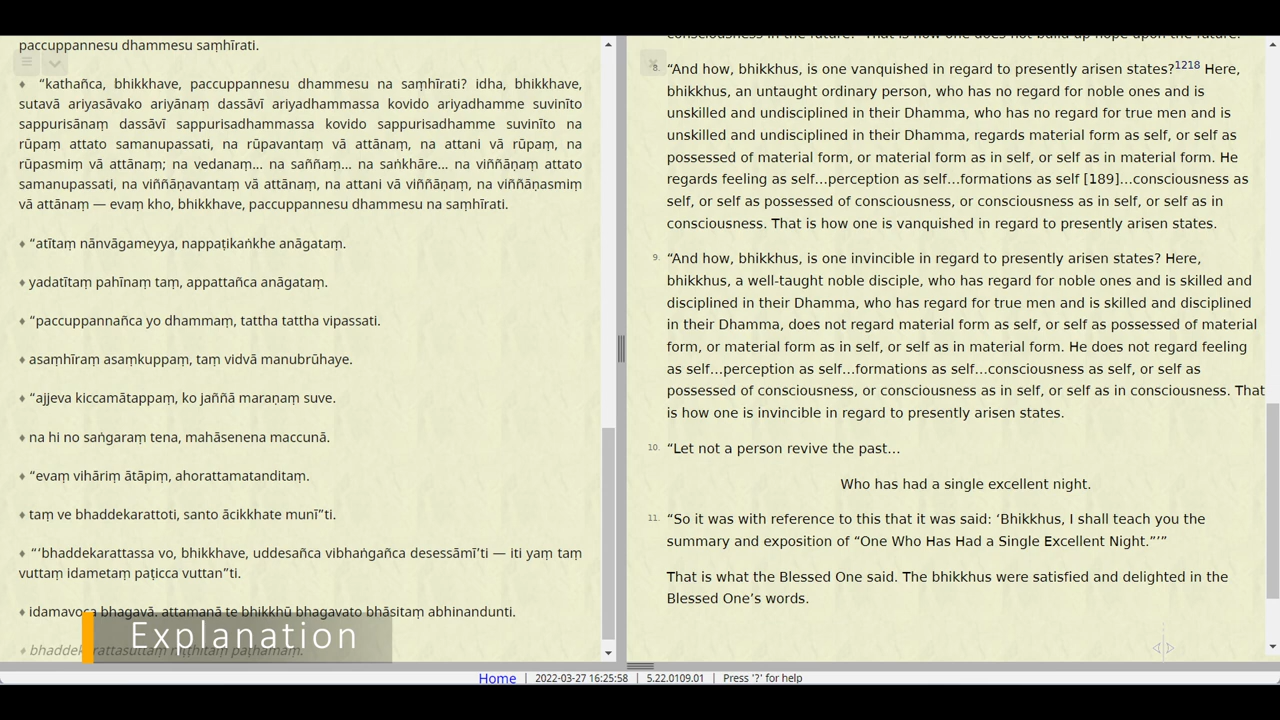 paccuppannesu dhammesu saṃhīrati.
♦ “kathañca, bhikkhave, paccuppannesu dhammesu na saṃhīrati? idha, bhikkhave,
sutavā ariyasāvako ariyānaṃ dassāvī ariyadhammassa kovido ariyadhamme suvinīto
sappurisānaṃ dassāvī sappurisadhammassa kovido sappurisadhamme suvinīto na
rūpaṃ attato samanupassati, na rūpavantaṃ vā attānaṃ, na attani vā rūpaṃ, na
rūpasmiṃ vā attānaṃ; na vedanaṃ... na saññaṃ... na saṅkhāre... na viññāṇaṃ attato
samanupassati, na viññāṇavantaṃ vā attānaṃ, na attani vā viññāṇaṃ, na viññāṇasmiṃ
vā attānaṃ — evaṃ kho, bhikkhave, paccuppannesu dhammesu na saṃhīrati.
♦ “atītaṃ nānvāgameyya, nappaṭikaṅkhe anāgataṃ.
♦ yadatītaṃ pahīnaṃ taṃ, appattañca anāgataṃ.
♦ “paccuppannañca yo dhammaṃ, tattha tattha vipassati.
♦ asaṃhīraṃ asaṃkuppaṃ, taṃ vidvā manubrūhaye.
♦ “ajjeva kiccamātappaṃ, ko jaññā maraṇaṃ suve.
♦ na hi no saṅgaraṃ tena, mahāsenena maccunā.
♦ “evaṃ vihāriṃ ātāpiṃ, ahorattamatanditaṃ.
♦ taṃ ve bhaddekarattoti, santo ācikkhate munī”ti.
♦ “‘bhaddekarattassa vo, bhikkhave, uddesañca vibhaṅgañca desessāmī’ti — iti yaṃ taṃ
vuttaṃ idametaṃ paṭicca vuttan”ti.
♦ idamavoca bhagavā. attamanā te bhikkhū bhagavato bhāsitaṃ abhinandunti.
♦ bhaddekarattasuttaṃ niṭṭhitaṃ paṭhamaṃ.
Explanation
consciousness in the future.’ That is how one does not build up hope upon the future.
8. “And how, bhikkhus, is one vanquished in regard to presently arisen states?1218 Here,
bhikkhus, an untaught ordinary person, who has no regard for noble ones and is
unskilled and undisciplined in their Dhamma, who has no regard for true men and is
unskilled and undisciplined in their Dhamma, regards material form as self, or self as
possessed of material form, or material form as in self, or self as in material form. He
regards feeling as self…perception as self…formations as self [189]…consciousness as
self, or self as possessed of consciousness, or consciousness as in self, or self as in
consciousness. That is how one is vanquished in regard to presently arisen states.
9. “And how, bhikkhus, is one invincible in regard to presently arisen states? Here,
bhikkhus, a well-taught noble disciple, who has regard for noble ones and is skilled and
disciplined in their Dhamma, who has regard for true men and is skilled and disciplined
in their Dhamma, does not regard material form as self, or self as possessed of material
form, or material form as in self, or self as in material form. He does not regard feeling
as self…perception as self…formations as self…consciousness as self, or self as
possessed of consciousness, or consciousness as in self, or self as in consciousness. That
is how one is invincible in regard to presently arisen states.
10. “Let not a person revive the past…
Who has had a single excellent night.
11. “So it was with reference to this that it was said: ‘Bhikkhus, I shall teach you the
summary and exposition of “One Who Has Had a Single Excellent Night.”’”
That is what the Blessed One said. The bhikkhus were satisfied and delighted in the
Blessed One’s words.
Home | 2022-03-27 16:25:58 | 5.22.0109.01 | Press '?' for help